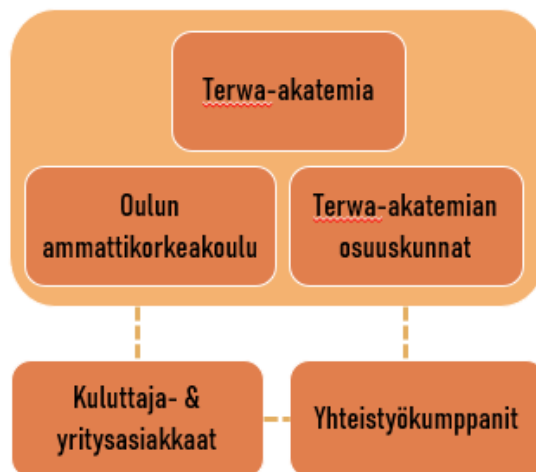 Terwa-akatemia
Oulun
ammattikorkeakoulu
Terwa-akatemian
osuuskunnat
Kuluttaja- &
yritysasiakkaat
Yhteistyökumppanit